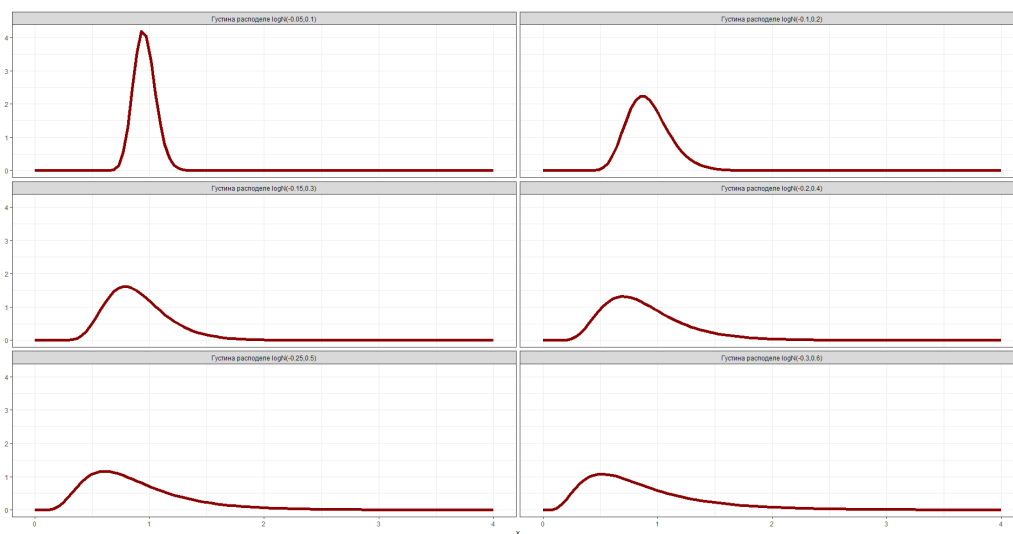 Густина расподеле logN(-0.05,0.1)
Густина расподеле logN(-0.1,0.2)
4
3
2
1
0
Густина расподеле logN(-0.15,0.3)
Густина расподеле logN(-0.2,0.4)
4
3
2
1
0
Густина расподеле logN(-0.25,0.5)
Густина расподеле logN(-0.3,0.6)
4
3
2
1
0
0 1 2 3 4
0 1 2 3 4
x